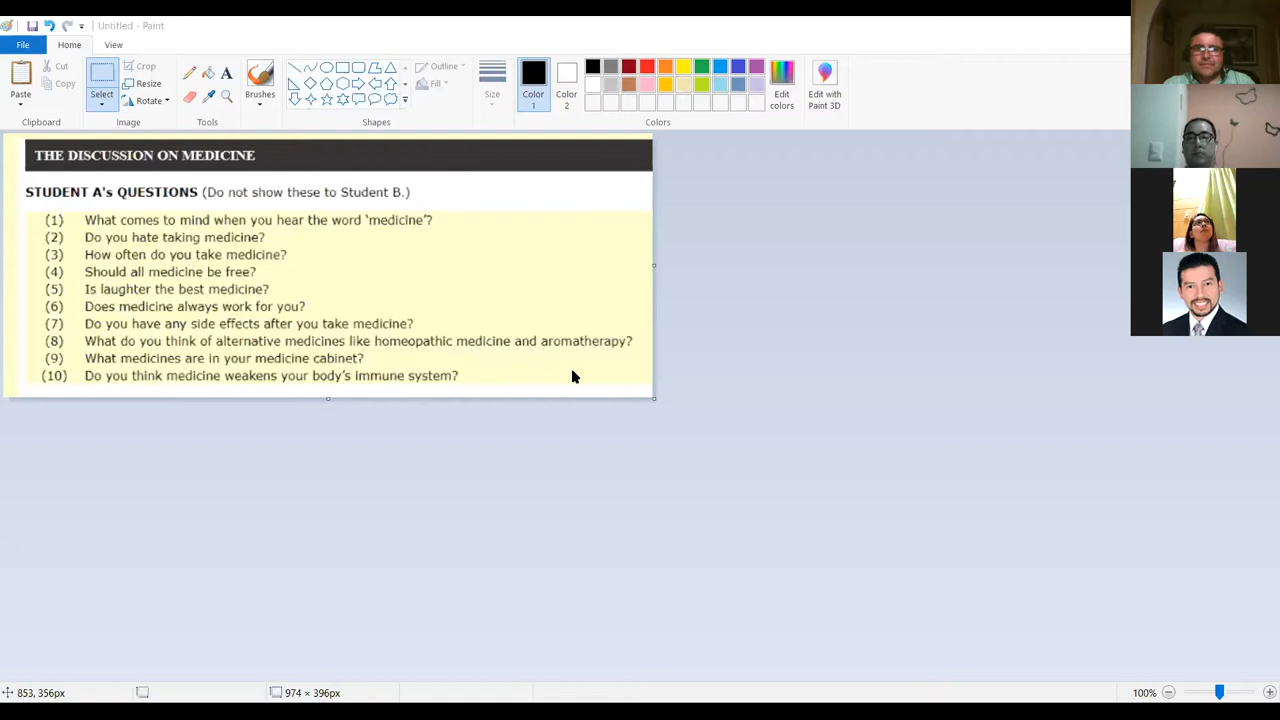 Untitled - Paint
File Home View
Paste
Cut
Copy
Clipboard
Select
Crop
Resize
Rotate
Image
Tools
Brushes
Shapes
Outline
Fill
Size
Color 1
Color 2
Colors
Edit colors
Edit with Paint 3D
THE DISCUSSION ON MEDICINE
STUDENT A's QUESTIONS (Do not show these to Student B.)
(1) What comes to mind when you hear the word ‘medicine’?
(2) Do you hate taking medicine?
(3) How often do you take medicine?
(4) Should all medicine be free?
(5) Is laughter the best medicine?
(6) Does medicine always work for you?
(7) Do you have any side effects after you take medicine?
(8) What do you think of alternative medicines like homeopathic medicine and aromatherapy?
(9) What medicines are in your medicine cabinet?
(10) Do you think medicine weakens your body’s immune system?
853, 356px
974 × 396px
100%